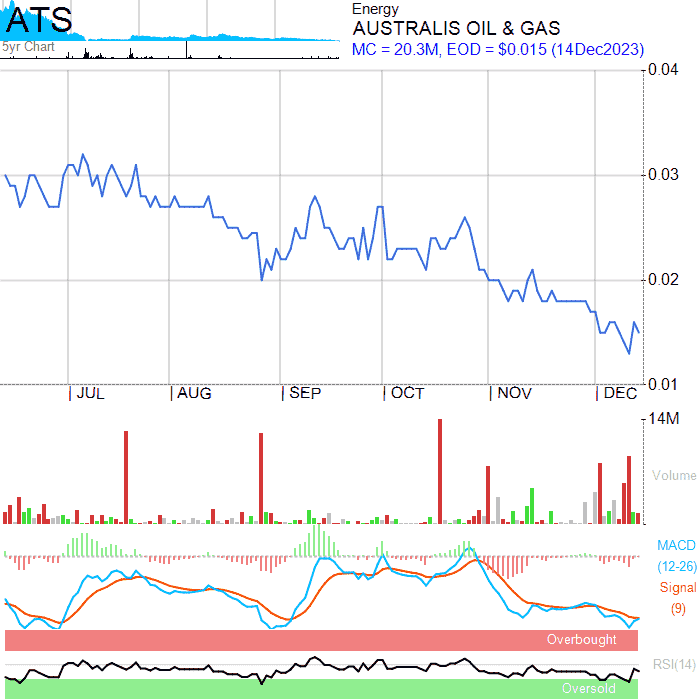 ATS
5yr Chart
Energy
AUSTRALIS OIL & GAS
MC = 20.3M, EOD = $0.015 (14Dec2023)
0.04
0.03
0.02
0.01
JUL AUG SEP OCT NOV DEC
14M
Volume
MACD
(12-26)
Signal
(9)
Overbought
RSI(14)
Oversold